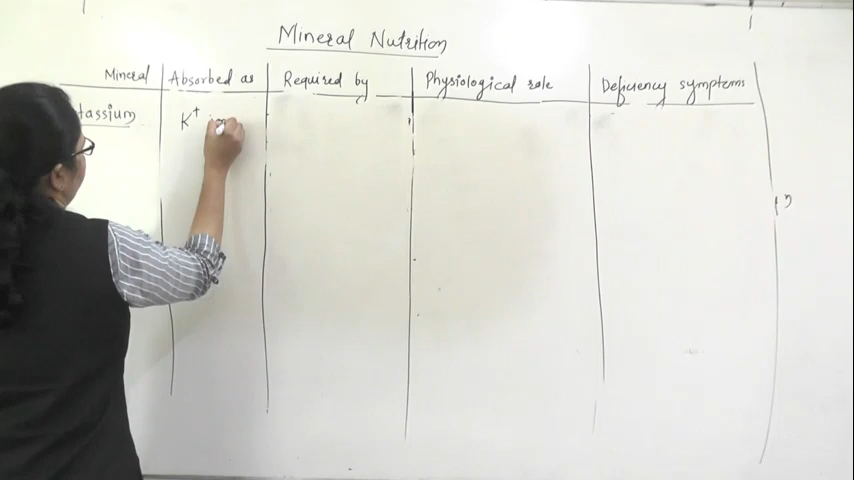 Mineral Nutrition
Mineral Absorbed as Required by Physiological role Deficiency symptoms
tassium K+